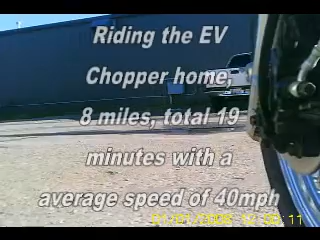 Riding the EV
Chopper home,
8 miles, total 19
minutes with a
average speed of 40mph